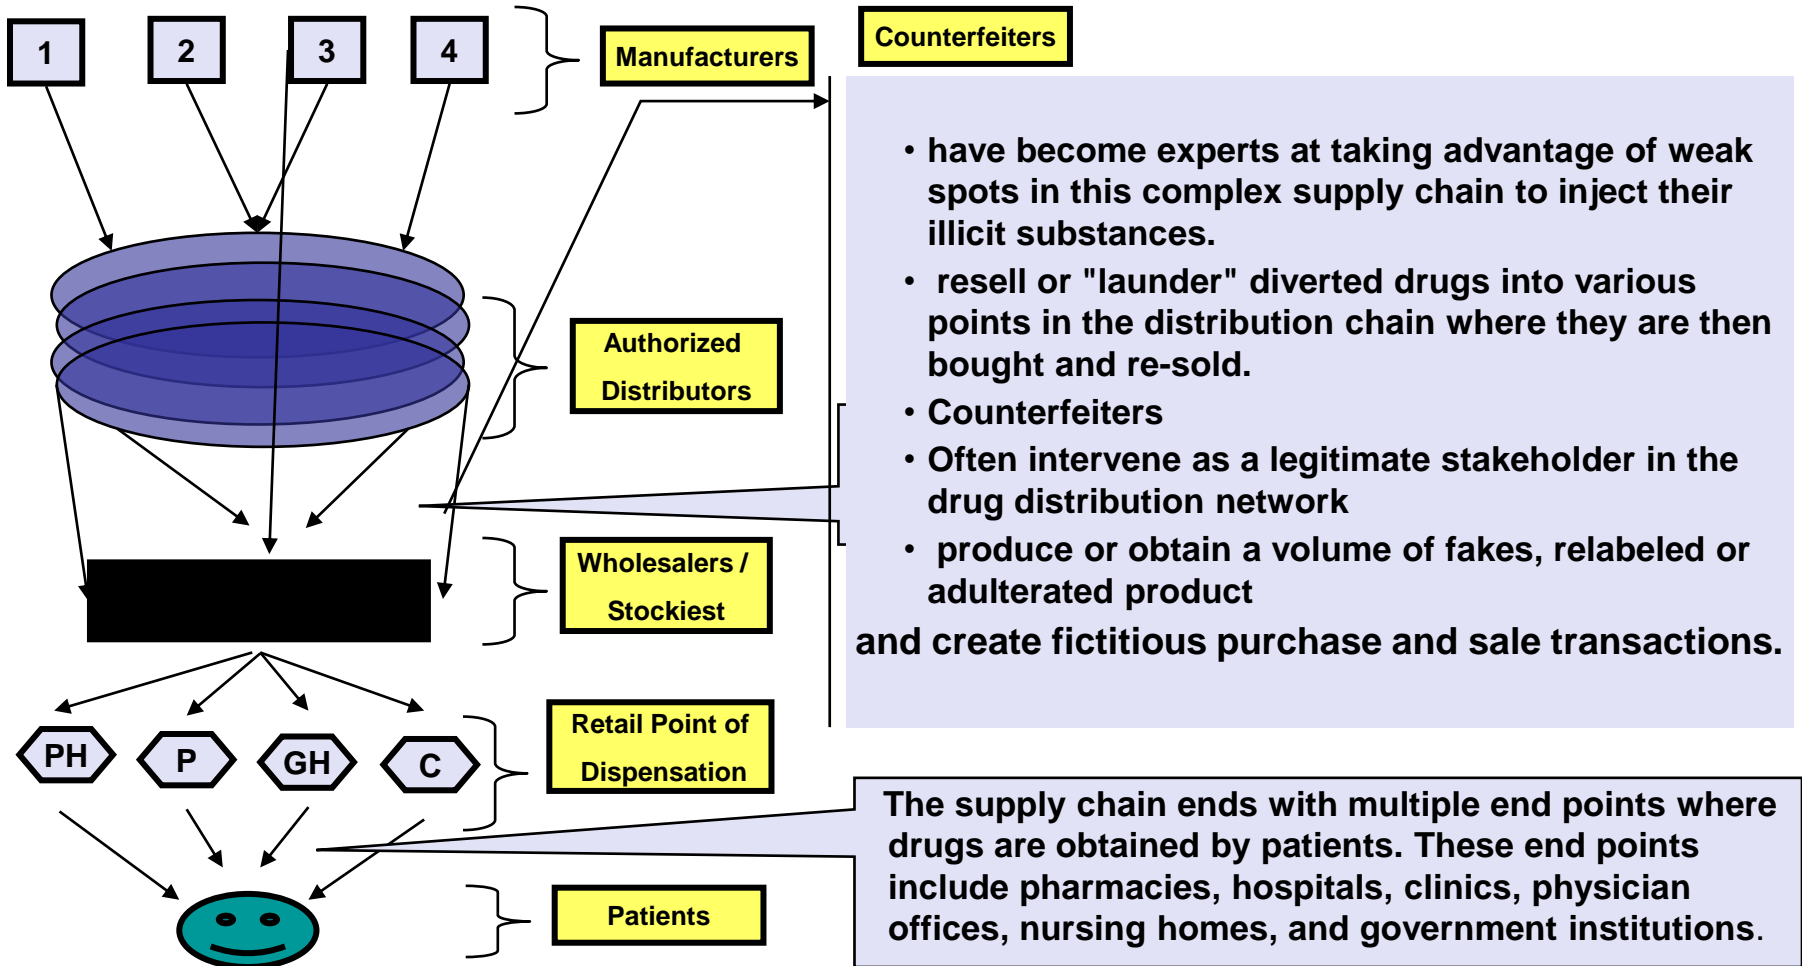 1
2
3
4
Manufacturers
Counterfeiters
• have become experts at taking advantage of weak
spots in this complex supply chain to inject their
illicit substances.
• resell or "launder" diverted drugs into various
points in the distribution chain where they are then
bought and re-sold.
• Counterfeiters
• Often intervene as a legitimate stakeholder in the
drug distribution network
• produce or obtain a volume of fakes, relabeled or
adulterated product
and create fictitious purchase and sale transactions.
Authorized
Distributors
Wholesalers /
Stockiest
Retail Point of
Dispensation
PH
P
GH
C
The supply chain ends with multiple end points where
drugs are obtained by patients. These end points
include pharmacies, hospitals, clinics, physician
offices, nursing homes, and government institutions.
Patients